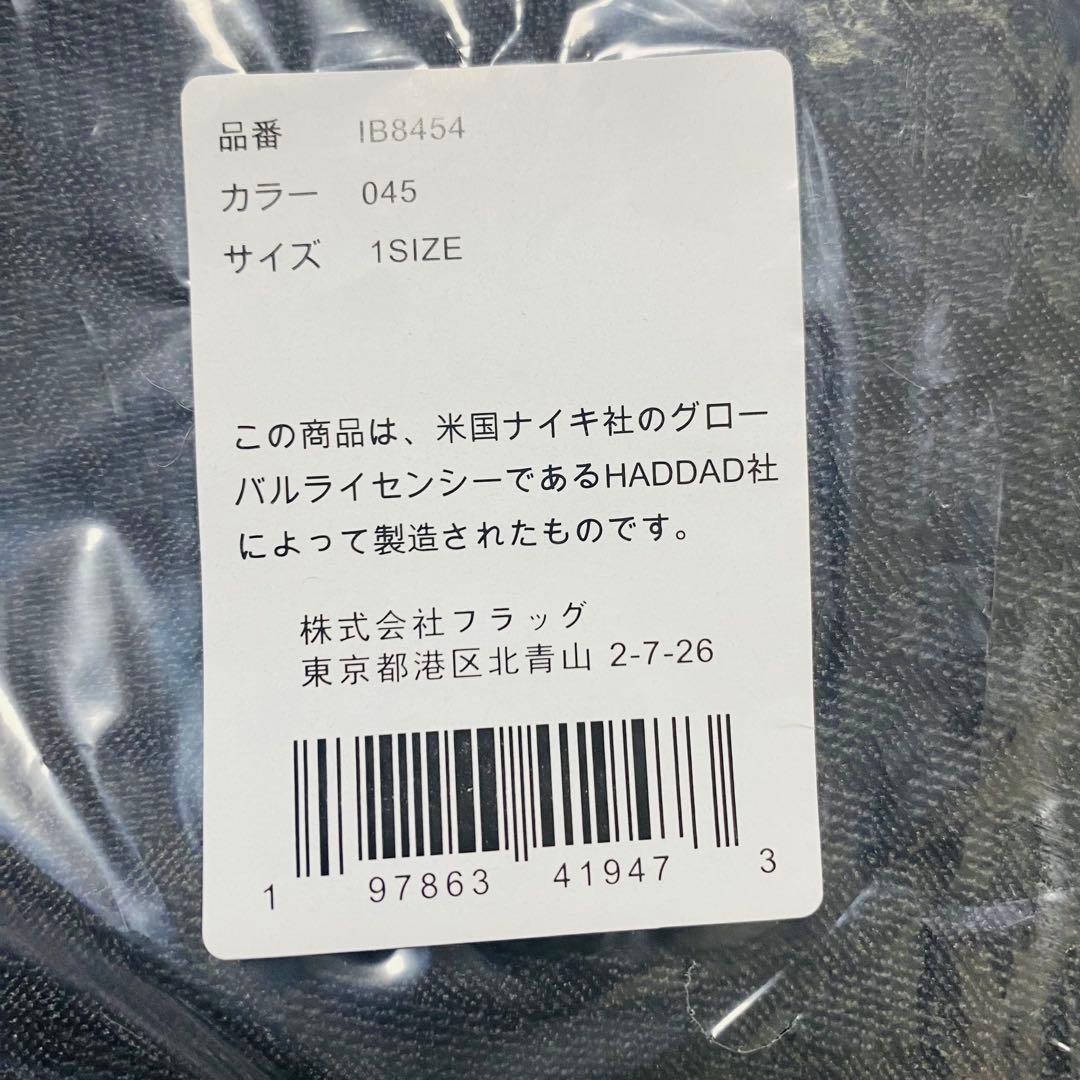 品番 IB8454
カラー 045
サイズ 1SIZE
この商品は、米国ナイキ社のグロー
バルライセンシーであるHADDAD社
によって製造されたものです。
株式会社フラッグ
東京都港区北青山 2-7-26
1 97863 41947 3